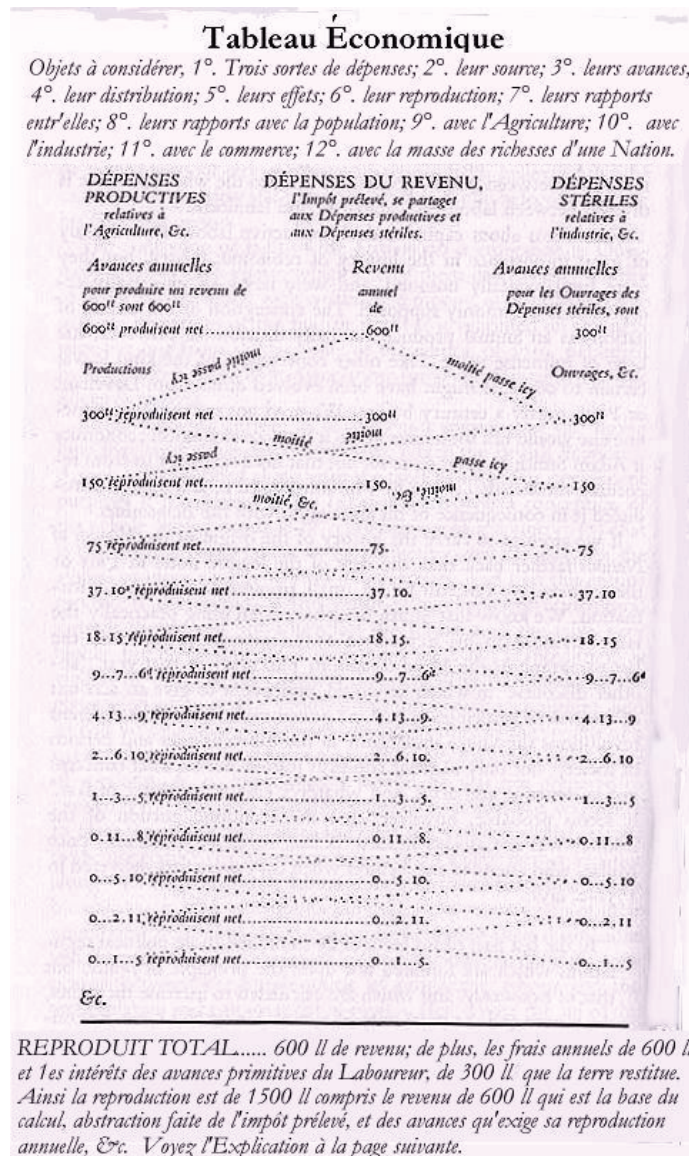 Tableau Économique
Objets à considérer, 1°. Trois sortes de dépenses; 2°. leur source; 3°. leurs avances,
4°. leur distribution; 5°. leurs effets; 6°. leur reproduction; 7°. leurs rapports
entr'elles; 8°. leurs rapports avec la population; 9°. avec l'Agriculture; 10°. avec
l'industrie; 11°. avec le commerce; 12°. avec la masse des richesses d'une Nation.
DÉPENSES PRODUCTIVES
relatives à
l'Agriculture, &c.
DÉPENSES DU REVENU,
l'Impôt prélevé, se partaget
aux Dépenses productives et
aux Dépenses stériles.
DÉPENSES STÉRILES
relatives à
l'industrie, &c.
Avances annuelles
pour produire un revenu de
600ll sont 600ll
Revenu
annuel
de
Avances annuelles
pour les Ouvrages des
Dépenses stériles, sont
600ll produisent net 600ll 300ll
Productions moitié passe icy moitié passe icy Ouvrages, &c.
300ll reproduisent net 300ll 300ll
moitié passe icy moitié passe icy
150 reproduisent net 150. 150
moitié, &c. moitié, &c.
75 reproduisent net 75. 75
37.10s reproduisent net 37.10. 37.10
18.15 reproduisent net 18.15. 18.15
9...7...6d reproduisent net 9...7...6d 9...7...6d
4.13...9 reproduisent net 4.13...9. 4.13...9
2...6.10 reproduisent net 2...6.10. 2...6.10
1...3...5 reproduisent net 1...3...5. 1...3...5
0.11...8 reproduisent net 0.11...8. 0.11...8
0...5.10 reproduisent net 0...5.10. 0...5.10
0...2.11 reproduisent net 0...2.11. 0...2.11
0...1...5 reproduisent net 0...1...5. 0...1...5
&c.
REPRODUIT TOTAL...... 600 ll de revenu; de plus, les frais annuels de 600 ll
et les intérêts des avances primitives du Laboureur, de 300 ll que la terre restitue.
Ainsi la reproduction est de 1500 ll compris le revenu de 600 ll qui est la base du
calcul, abstraction faite de l'impôt prélevé, et des avances qu'exige sa reproduction
annuelle, &c. Voyez l'Explication à la page suivante.